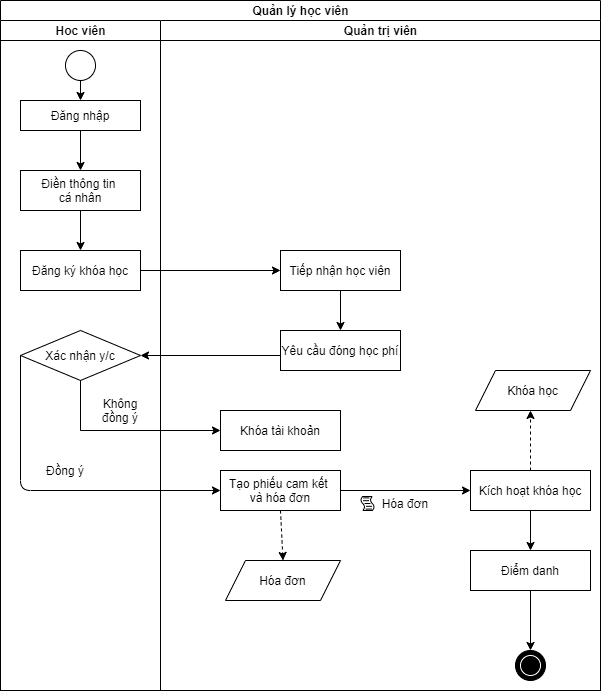 Quản lý học viên
Hoc viên
Quản trị viên
Đăng nhập
Điền thông tin
cá nhân
Đăng ký khóa học
Tiếp nhận học viên
Yêu cầu đóng học phí
Xác nhận y/c
Khóa học
Không
đồng ý
Khóa tải khoản
Đồng ý
Tạo phiếu cam kết
và hóa đơn
Hóa đơn
Kích hoạt khóa học
Hóa đơn
Điểm danh